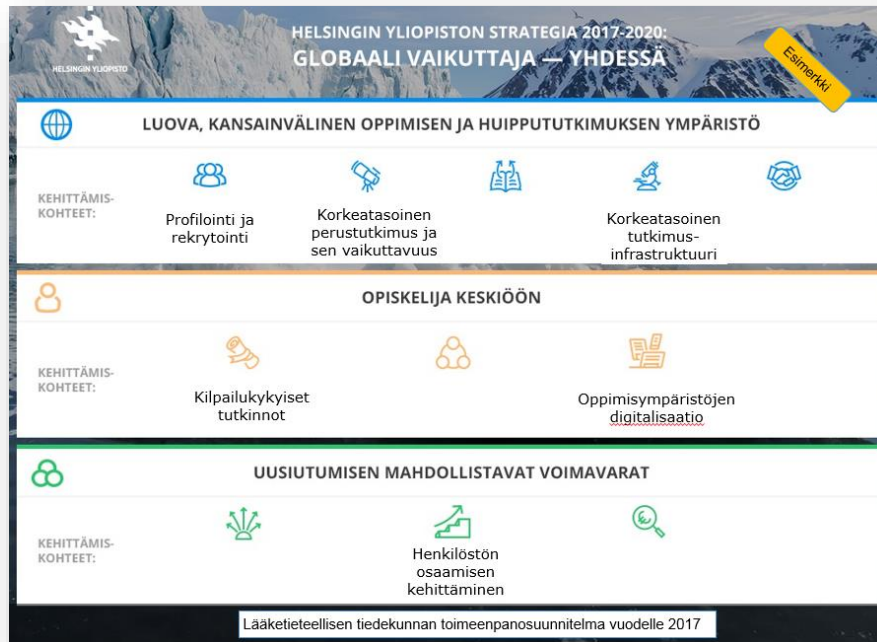 HELSINGIN YLIOPISTO
HELSINGIN YLIOPISTON STRATEGIA 2017-2020:
GLOBAALI VAIKUTTAJA — YHDESSÄ
Esimerkki
LUOVA, KANSAINVÄLINEN OPPIMISEN JA HUIPPUTUTKIMUKSEN YMPÄRISTÖ
KEHITTÄMIS-
KOHTEET:
Profilointi ja
rekrytointi
Korkeatasoinen
perustutkimus ja
sen vaikuttavuus
Korkeatasoinen
tutkimus-
infrastruktuuri
OPISKELIJA KESKIÖÖN
KEHITTÄMIS-
KOHTEET:
Kilpailukykyiset
tutkinnot
Oppimisympäristöjen
digitalisaatio
UUSIUTUMISEN MAHDOLLISTAVAT VOIMAVARAT
KEHITTÄMIS-
KOHTEET:
Henkilöstön
osaamisen
kehittäminen
Lääketieteellisen tiedekunnan toimeenpanosuunnitelma vuodelle 2017